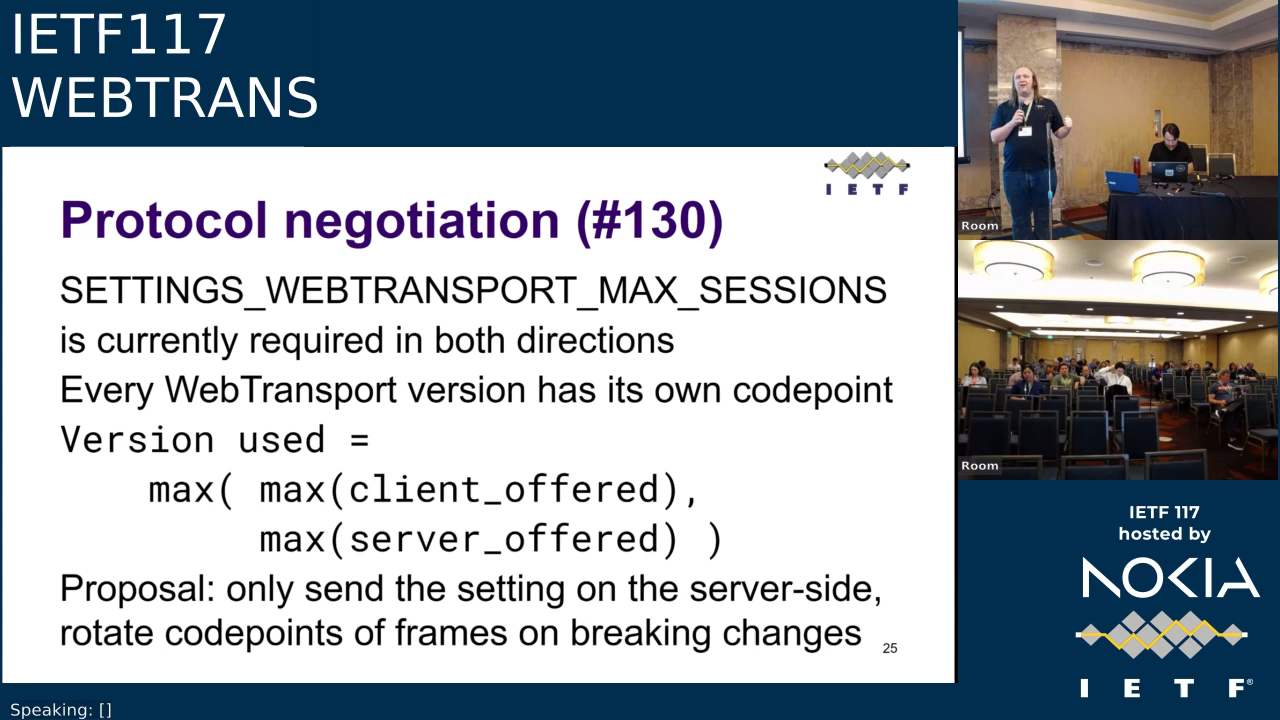 IETF117
WEBTRANS
I E T F
Protocol negotiation (#130)
SETTINGS_WEBTRANSPORT_MAX_SESSIONS
is currently required in both directions
Every WebTransport version has its own codepoint
Version used =
max( max(client_offered),
max(server_offered) )
Proposal: only send the setting on the server-side,
rotate codepoints of frames on breaking changes
25
Room
Room
IETF 117
hosted by
NOKIA
I E T F®
Speaking: []